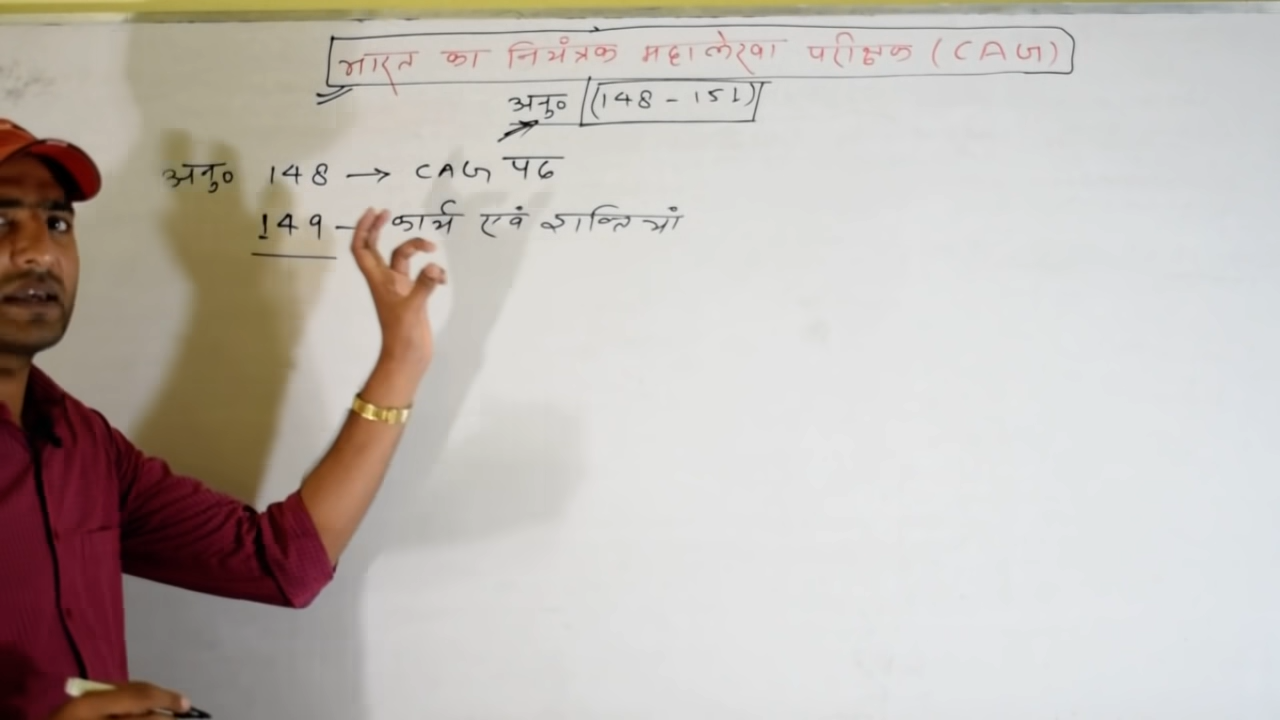 भारत का नियंत्रक महालेखा परीक्षक (CAG)
अनु० (148 - 151)
अनु० 148 → CAG पद
149 - कार्य एवं शक्तियां